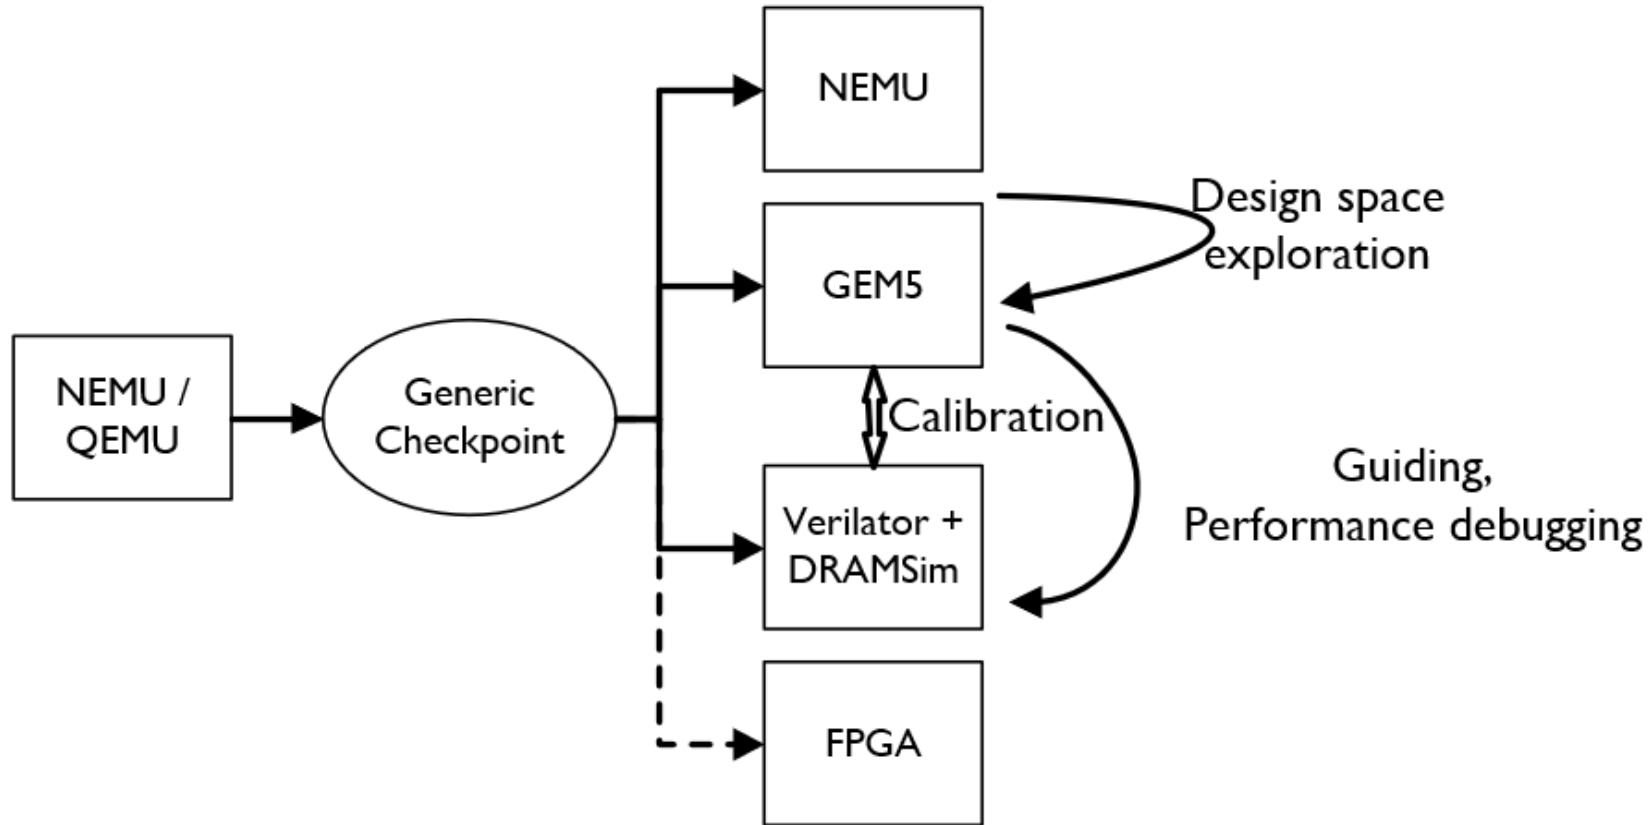 NEMU
Design space
exploration
GEM5
NEMU /
QEMU
Generic
Checkpoint
Calibration
Guiding,
Performance debugging
Verilator +
DRAMSim
FPGA